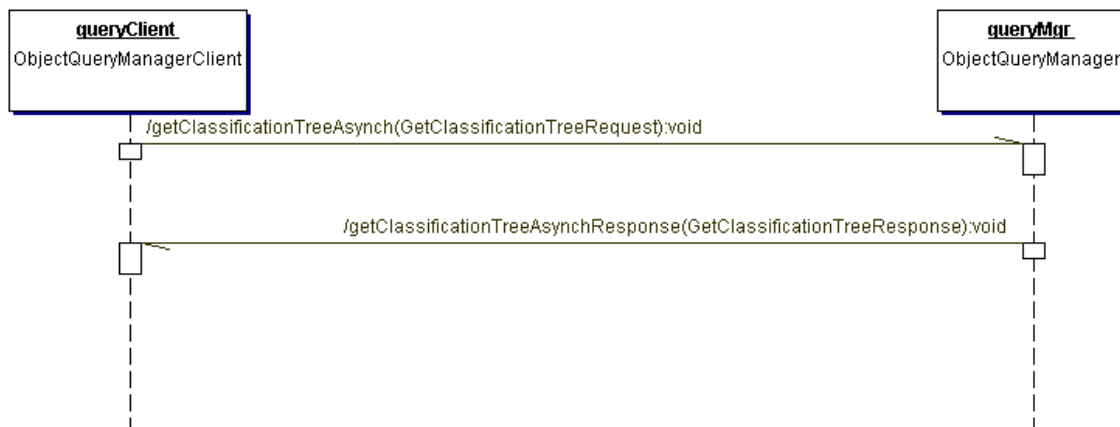 queryClient
ObjectQueryManagerClient
queryMgr
ObjectQueryManager
/getClassificationTreeAsynch(GetClassificationTreeRequest):void
/getClassificationTreeAsynchResponse(GetClassificationTreeResponse):void